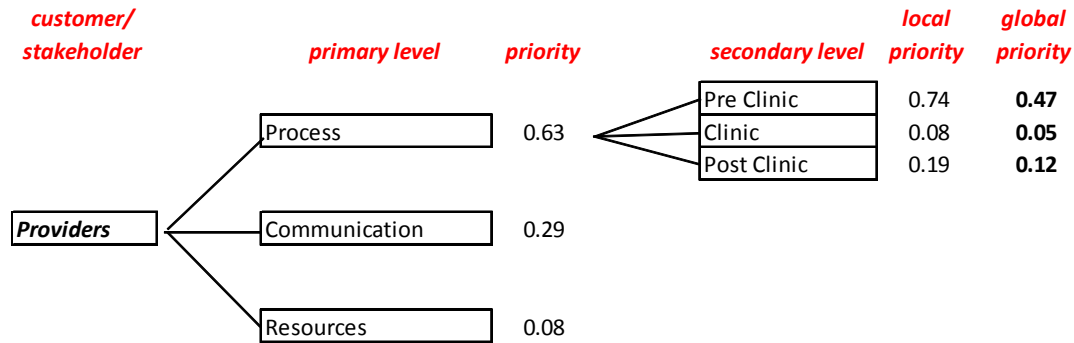 customer/ local global
stakeholder primary level priority secondary level priority priority
Pre Clinic 0.74 0.47
Process 0.63 Clinic 0.08 0.05
Post Clinic 0.19 0.12
Providers Communication 0.29
Resources 0.08